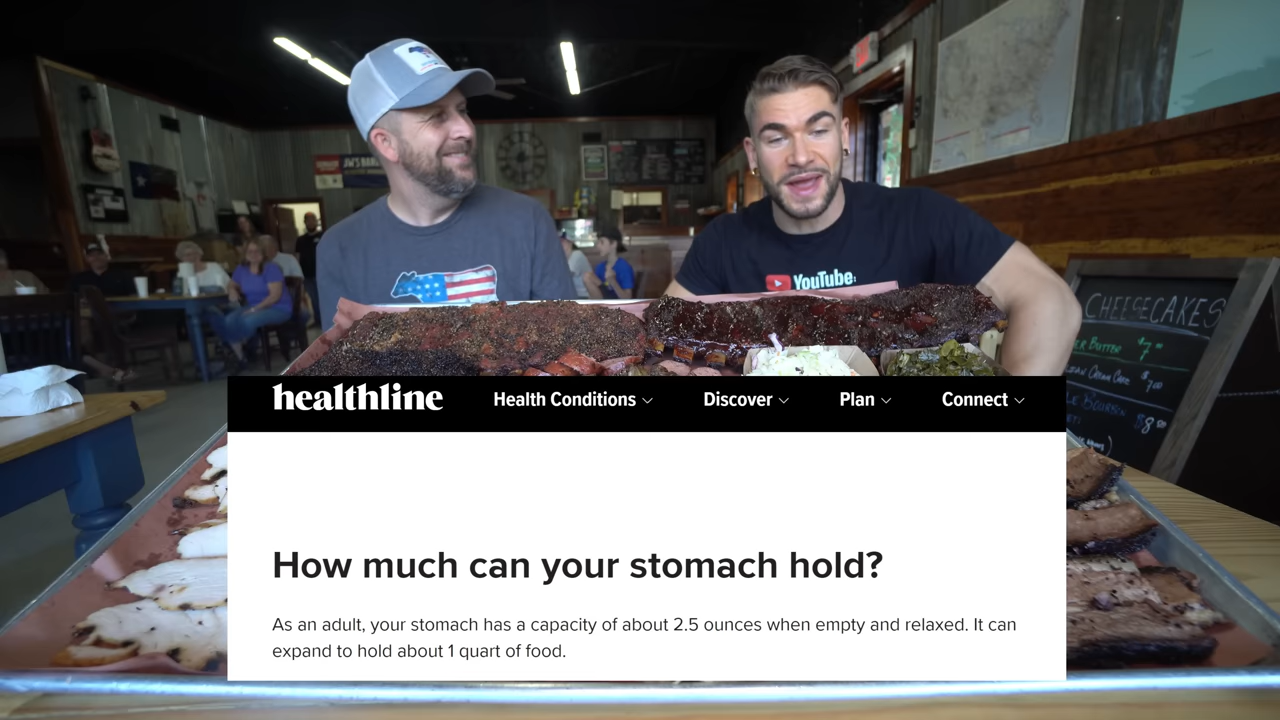 YouTube
CHEESECAKES
BUTTER $7
healthline
Health Conditions
Discover
Plan
Connect
How much can your stomach hold?
As an adult, your stomach has a capacity of about 2.5 ounces when empty and relaxed. It can
expand to hold about 1 quart of food.